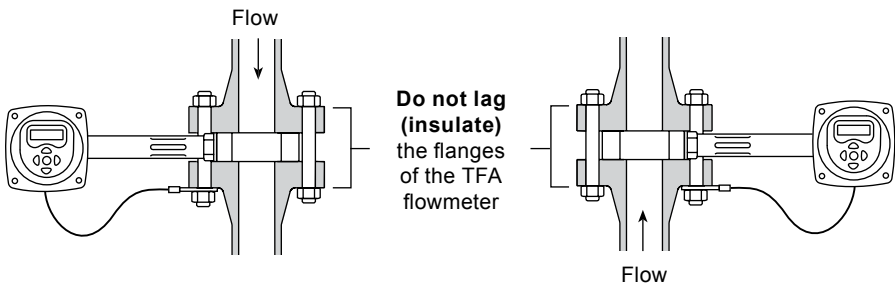 Flow
Do not lag
(insulate)
the flanges
of the TFA
flowmeter
Flow